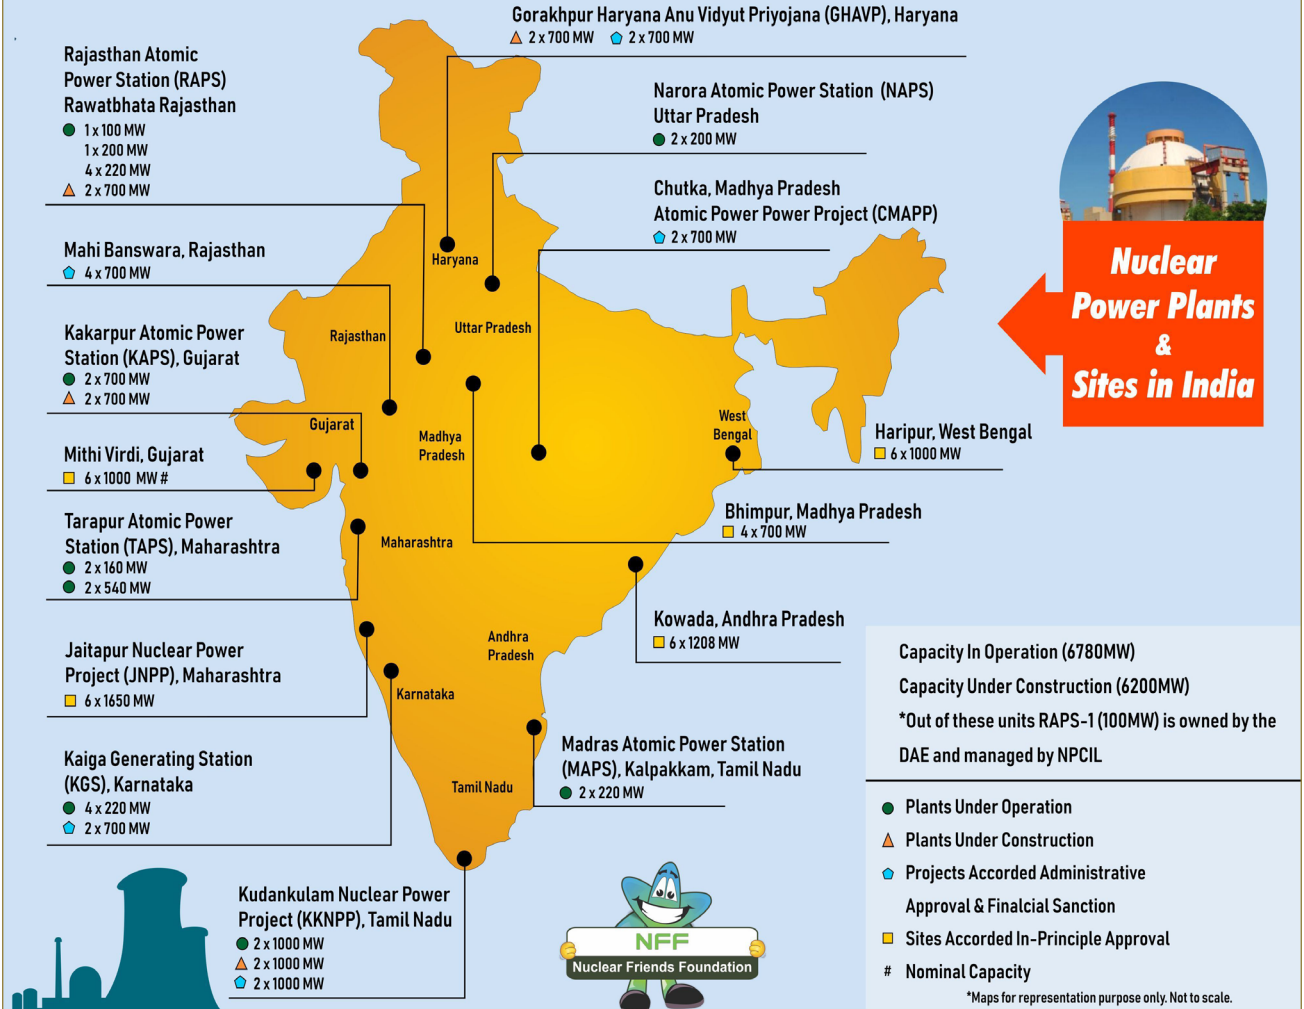 Gorakhpur Haryana Anu Vidyut Priyojana (GHAVP), Haryana
2 x 700 MW 2 x 700 MW
Rajasthan Atomic
Power Station (RAPS)
Rawatbhata Rajasthan
1 x 100 MW
1 x 200 MW
4 x 220 MW
2 x 700 MW
Narora Atomic Power Station (NAPS)
Uttar Pradesh
2 x 200 MW
Chutka, Madhya Pradesh
Atomic Power Power Project (CMAPP)
2 x 700 MW
Mahi Banswara, Rajasthan
4 x 700 MW
Kakarpur Atomic Power
Station (KAPS), Gujarat
2 x 700 MW
2 x 700 MW
Mithi Virdi, Gujarat
6 x 1000 MW #
Tarapur Atomic Power
Station (TAPS), Maharashtra
2 x 160 MW
2 x 540 MW
Jaitapur Nuclear Power
Project (JNPP), Maharashtra
6 x 1650 MW
Kaiga Generating Station
(KGS), Karnataka
4 x 220 MW
2 x 700 MW
Kudankulam Nuclear Power
Project (KKNPP), Tamil Nadu
2 x 1000 MW
2 x 1000 MW
2 x 1000 MW
Haryana
Uttar Pradesh
Rajasthan
Gujarat
Madhya
Pradesh
West
Bengal
Maharashtra
Andhra
Pradesh
Karnataka
Tamil Nadu
Haripur, West Bengal
6 x 1000 MW
Bhimpur, Madhya Pradesh
4 x 700 MW
Kowada, Andhra Pradesh
6 x 1208 MW
Madras Atomic Power Station
(MAPS), Kalpakkam, Tamil Nadu
2 x 220 MW
Nuclear
Power Plants
&
Sites in India
NFF
Nuclear Friends Foundation
Capacity In Operation (6780MW)
Capacity Under Construction (6200MW)
*Out of these units RAPS-1 (100MW) is owned by the
DAE and managed by NPCIL
Plants Under Operation
Plants Under Construction
Projects Accorded Administrative
Approval & Finalcial Sanction
Sites Accorded In-Principle Approval
# Nominal Capacity
*Maps for representation purpose only. Not to scale.